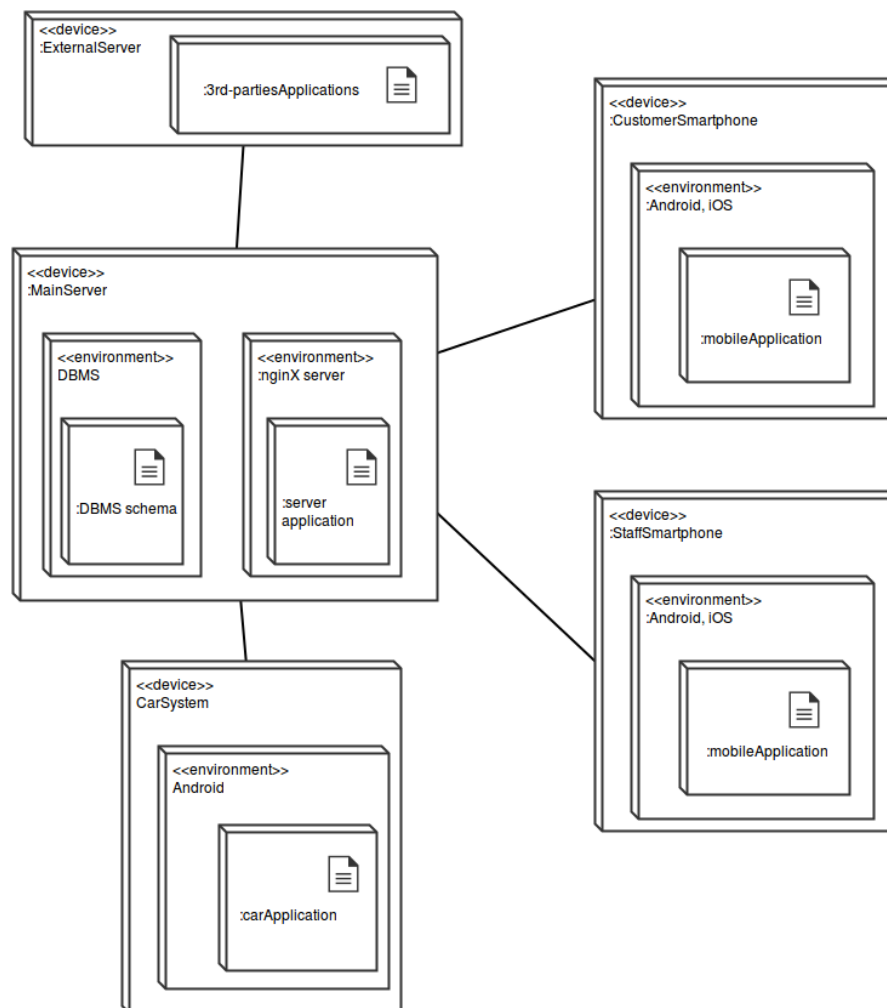 <<device>>
:ExternalServer
:3rd-partiesApplications
<<device>>
:CustomerSmartphone
<<environment>>
:Android, iOS
:mobileApplication
<<device>>
:MainServer
<<environment>>
DBMS
:DBMS schema
<<environment>>
:nginX server
:server
application
<<device>>
:StaffSmartphone
<<environment>>
:Android, iOS
:mobileApplication
<<device>>
CarSystem
<<environment>>
Android
:carApplication